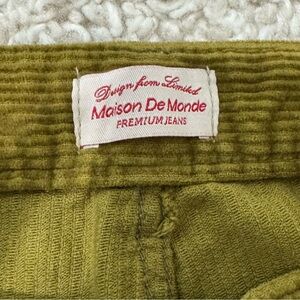 Design from Limited
Maison De Monde
PREMIUM JEANS